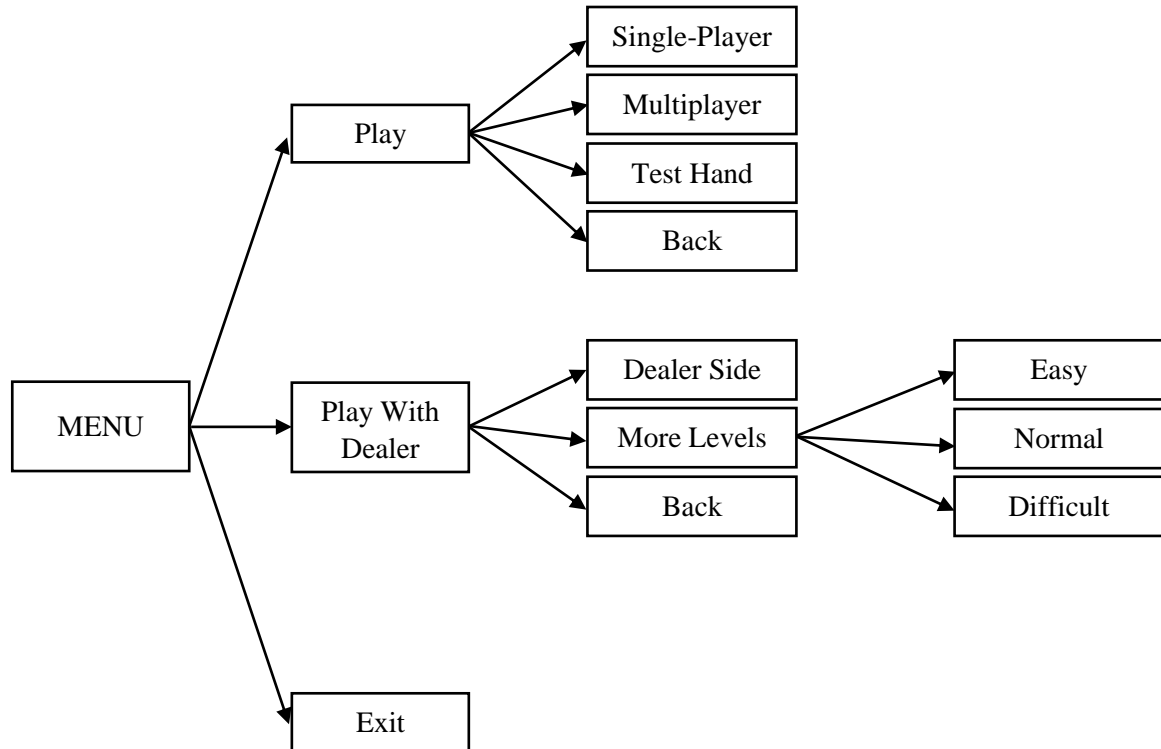 Single-Player
Multiplayer
Play
Test Hand
Back
Dealer Side
Easy
MENU
Play With
Dealer
More Levels
Normal
Back
Difficult
Exit